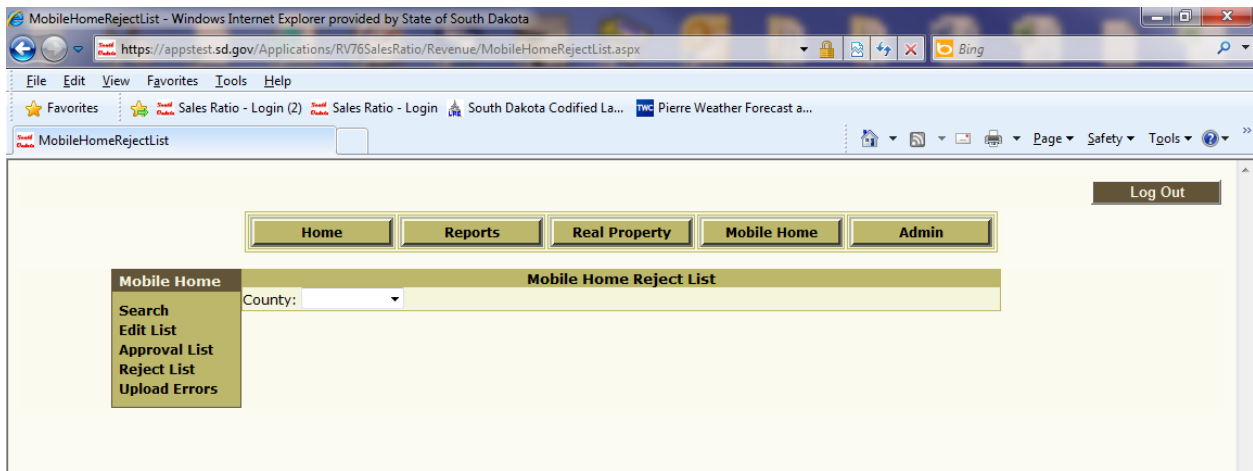 MobileHomeRejectList - Windows Internet Explorer provided by State of South Dakota
https://appstest.sd.gov/Applications/RV76SalesRatio/Revenue/MobileHomeRejectList.aspx
Bing
File Edit View Favorites Tools Help
Favorites Sales Ratio - Login (2) Sales Ratio - Login South Dakota Codified La... TWC Pierre Weather Forecast a...
MobileHomeRejectList Page Safety Tools
Log Out
Home Reports Real Property Mobile Home Admin
Mobile Home
Mobile Home Reject List
County:
Search
Edit List
Approval List
Reject List
Upload Errors